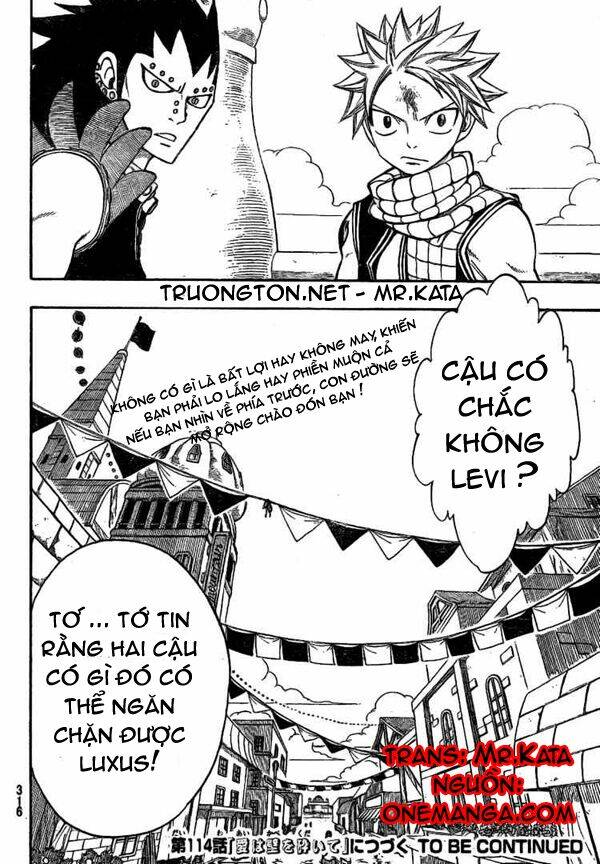 TRUONGTON.NET - MR.KATA
KHÔNG CÓ GÌ LÀ BẤT LỢI HAY KHÔNG MAY, KHIẾN
BẠN PHẢI LO LẮNG HAY PHIỀN MUỘN CẢ
NẾU BẠN NHÌN VỀ PHÍA TRƯỚC, CON ĐƯỜNG SẼ
MỞ RỘNG CHÀO ĐÓN BẠN !
CẬU CÓ
CHẮC
KHÔNG
LEVI ?
TỚ ... TỚ TIN
RẰNG HAI CẬU
CÓ GÌ ĐÓ CÓ
THỂ NGĂN
CHẶN ĐƯỢC
LUXUS!
TRANS: MR.KATA
NGUỒN:
ONEMANGA.COM
316
第114話「愛は壁を砕いて」につづく TO BE CONTINUED